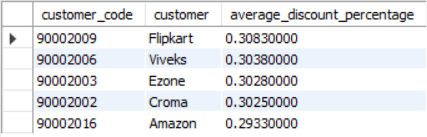 customer_code customer average_discount_percentage
90002009 Flipkart 0.30830000
90002006 Viveks 0.30380000
90002003 Ezone 0.30280000
90002002 Croma 0.30250000
90002016 Amazon 0.29330000